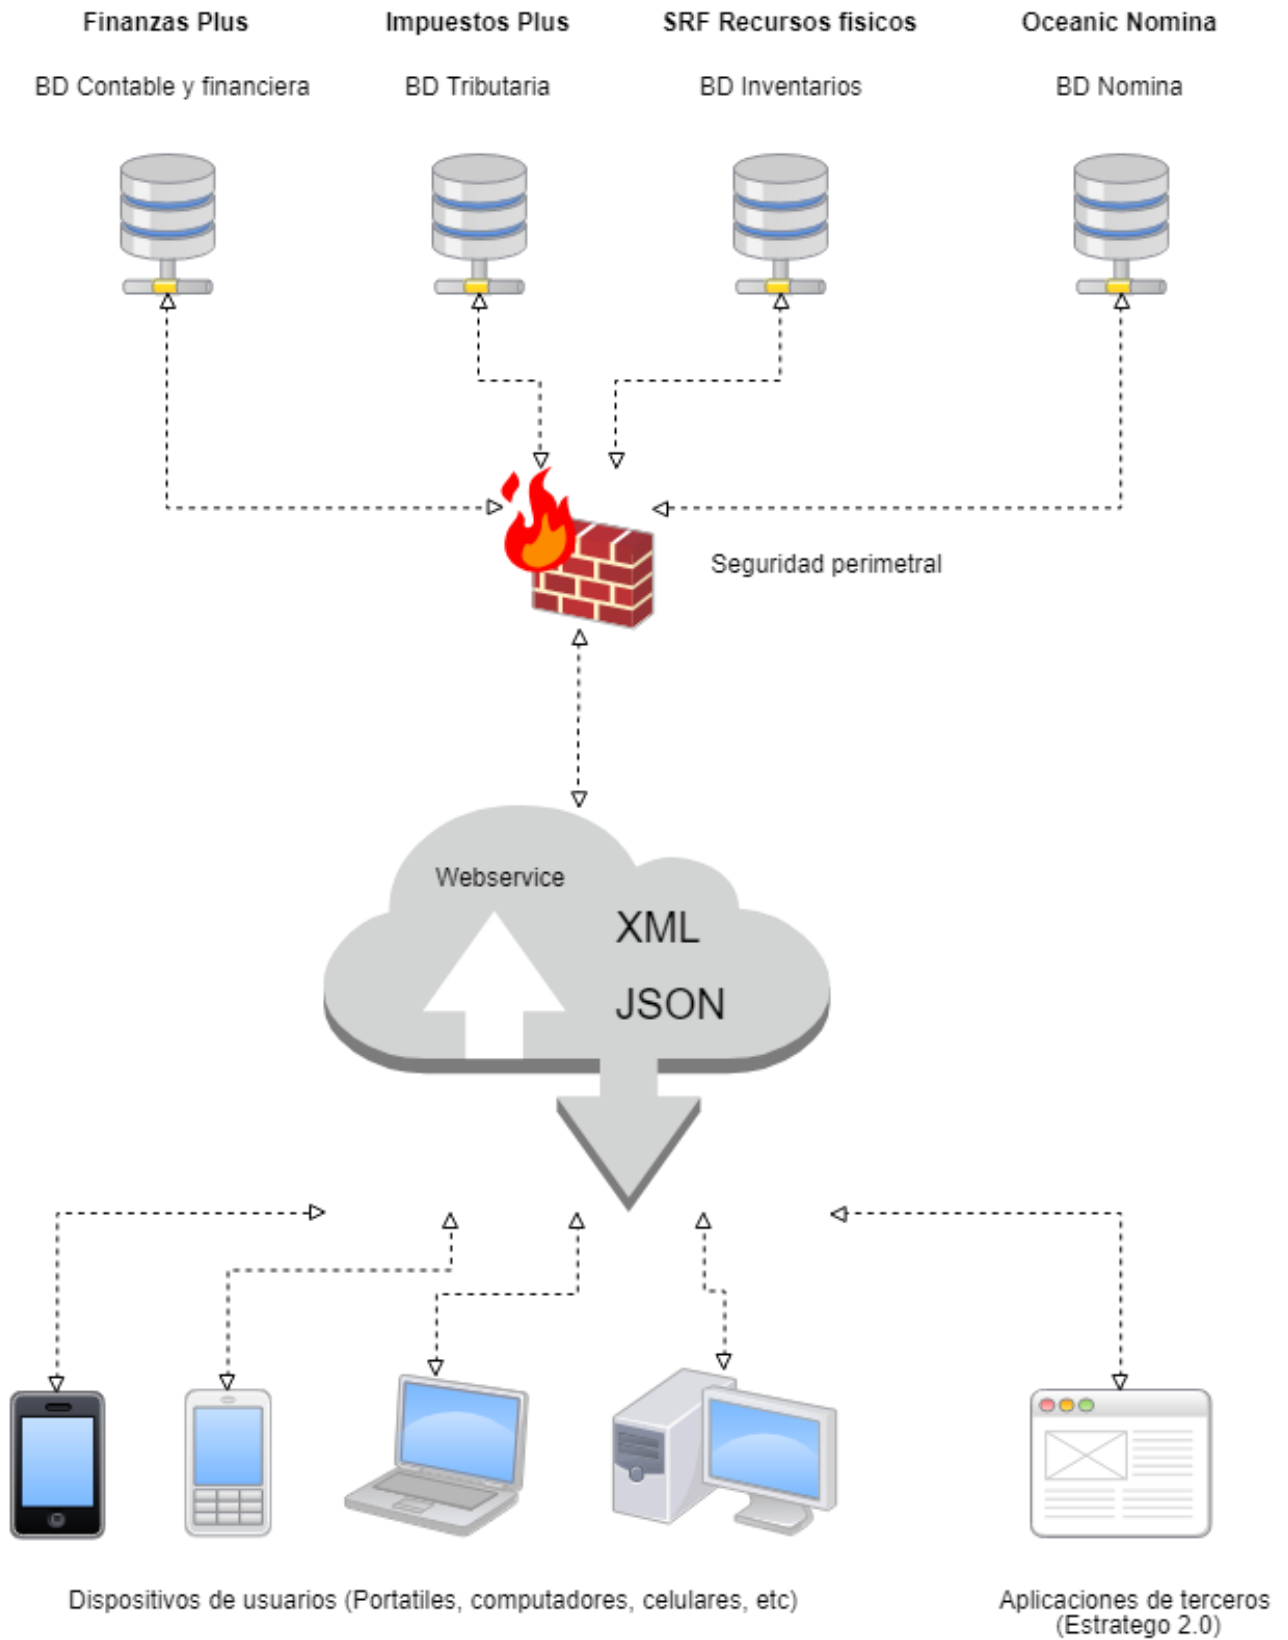 Finanzas Plus
Impuestos Plus
SRF Recursos fisicos
Oceanic Nomina
BD Contable y financiera
BD Tributaria
BD Inventarios
BD Nomina
Seguridad perimetral
Webservice
XML
JSON
Dispositivos de usuarios (Portatiles, computadores, celulares, etc)
Aplicaciones de terceros
(Estratego 2.0)